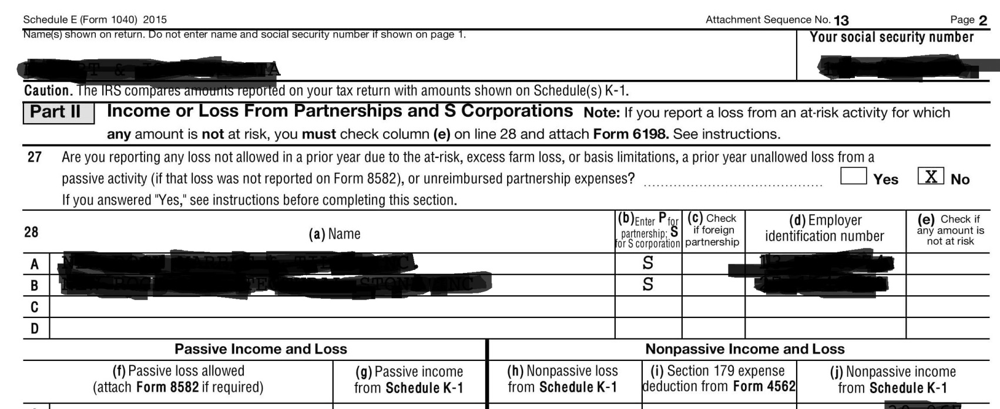 Schedule E (Form 1040) 2015 Attachment Sequence No. 13 Page 2
Name(s) shown on return. Do not enter name and social security number if shown on page 1. Your social security number
&
Caution. The IRS compares amounts reported on your tax return with amounts shown on Schedule(s) K-1.
Part II Income or Loss From Partnerships and S Corporations Note: If you report a loss from an at-risk activity for which
any amount is not at risk, you must check column (e) on line 28 and attach Form 6198. See instructions.
27 Are you reporting any loss not allowed in a prior year due to the at-risk, excess farm loss, or basis limitations, a prior year unallowed loss from a
passive activity (if that loss was not reported on Form 8582), or unreimbursed partnership expenses? Yes X No
If you answered "Yes," see instructions before completing this section.
28 (a) Name
(b) Enter P for
partnership; S
for S corporation
(c) Check
if foreign
partnership
(d) Employer
identification number
(e) Check if
any amount is
not at risk
A S
B S
C
D
Passive Income and Loss Nonpassive Income and Loss
(f) Passive loss allowed
(attach Form 8582 if required)
(g) Passive income
from Schedule K-1
(h) Nonpassive loss
from Schedule K-1
(i) Section 179 expense
deduction from Form 4562
(j) Nonpassive income
from Schedule K-1